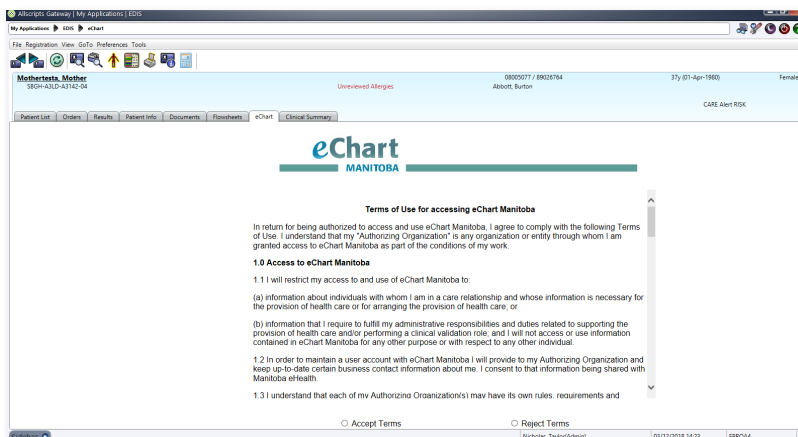 Allscripts Gateway | My Applications | EDIS
My Applications EDIS eChart
File Registration View GoTo Preferences Tools
Mothertesta, Mother 08005077 / 89026764 37y (01-Apr-1980) Female
SBGH-A3LD-A3142-04 Unreviewed Allergies Abbott, Burton
CARE Alert RISK
Patient List Orders Results Patient Info Documents Flowsheets eChart Clinical Summary
eChart
MANITOBA
Terms of Use for accessing eChart Manitoba
In return for being authorized to access and use eChart Manitoba, I agree to comply with the following Terms
of Use. I understand that my "Authorizing Organization" is any organization or entity through whom I am
granted access to eChart Manitoba as part of the conditions of my work.
1.0 Access to eChart Manitoba
1.1 I will restrict my access to and use of eChart Manitoba to:
(a) information about individuals with whom I am in a care relationship and whose information is necessary for
the provision of health care or for arranging the provision of health care; or
(b) information that I require to fulfill my administrative responsibilities and duties related to supporting the
provision of health care and/or performing a clinical validation role; and I will not access or use information
contained in eChart Manitoba for any other purpose or with respect to any other individual.
1.2 In order to maintain a user account with eChart Manitoba I will provide to my Authorizing Organization and
keep up-to-date certain business contact information about me. I consent to that information being shared with
Manitoba eHealth.
1.3 I understand that each of my Authorizing Organization(s) may have its own rules, requirements and
Accept Terms Reject Terms
Nicholas, Taylor(Admin) 03/12/2018 14:23